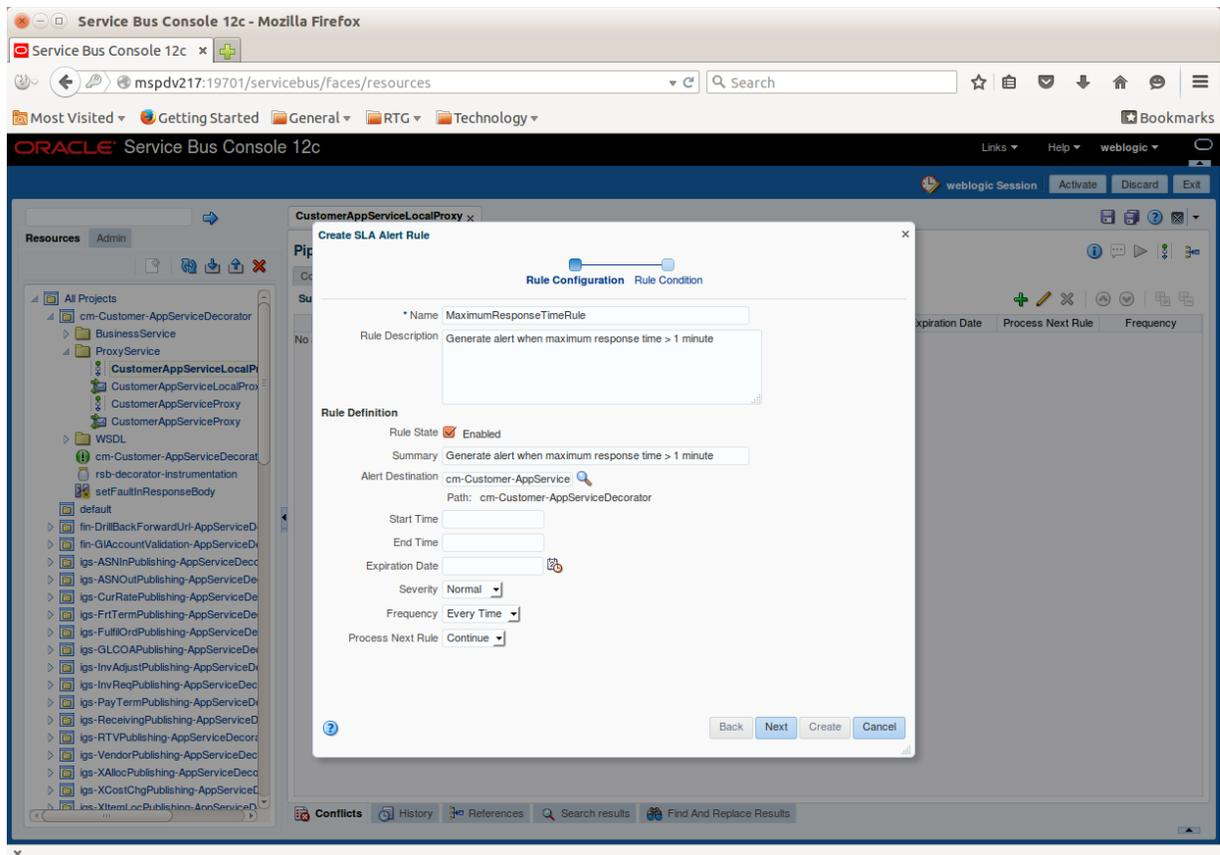 Service Bus Console 12c - Mozilla Firefox
Service Bus Console 12c
mspdv217:19701/servicebus/faces/resources
Search
Most Visited
Getting Started
General
RTG
Technology
Bookmarks
ORACLE Service Bus Console 12c
Links
Help
weblogic
weblogic Session
Activate
Discard
Exit
CustomerAppServiceLocalProxy
Resources
Admin
Pip
Co
Su
Expiration Date
Process Next Rule
Frequency
No
All Projects
cm-Customer-AppServiceDecorator
BusinessService
ProxyService
CustomerAppServiceLocalP
CustomerAppServiceLocalProx
CustomerAppServiceProxy
CustomerAppServiceProxy
WSDL
cm-Customer-AppServiceDecorat
rsb-decorator-instrumentation
setFaultInResponseBody
default
fin-DrillBackForwardUrl-AppServiceD
fin-GlAccountValidation-AppServiceD
igs-ASNInPublishing-AppServiceDeco
igs-ASNOutPublishing-AppServiceDe
igs-CurRatePublishing-AppServiceDe
igs-FrtTermPublishing-AppServiceDe
igs-FulfilOrdPublishing-AppServiceDe
igs-GLCOAPublishing-AppServiceDe
igs-InvAdjustPublishing-AppServiceD
igs-InvReqPublishing-AppServiceDec
igs-PayTermPublishing-AppServiceD
igs-ReceivingPublishing-AppServiceD
igs-RTVPublishing-AppServiceDecora
igs-VendorPublishing-AppServiceDec
igs-XAllocPublishing-AppServiceDeco
igs-XCostChgPublishing-AppServiceD
igs-XItemLocPublishing-AppServiceD
Create SLA Alert Rule
Rule Configuration
Rule Condition
* Name MaximumResponseTimeRule
Rule Description Generate alert when maximum response time > 1 minute
Rule Definition
Rule State Enabled
Summary Generate alert when maximum response time > 1 minute
Alert Destination cm-Customer-AppService
Path: cm-Customer-AppServiceDecorator
Start Time
End Time
Expiration Date
Severity Normal
Frequency Every Time
Process Next Rule Continue
Back
Next
Create
Cancel
Conflicts
History
References
Search results
Find And Replace Results